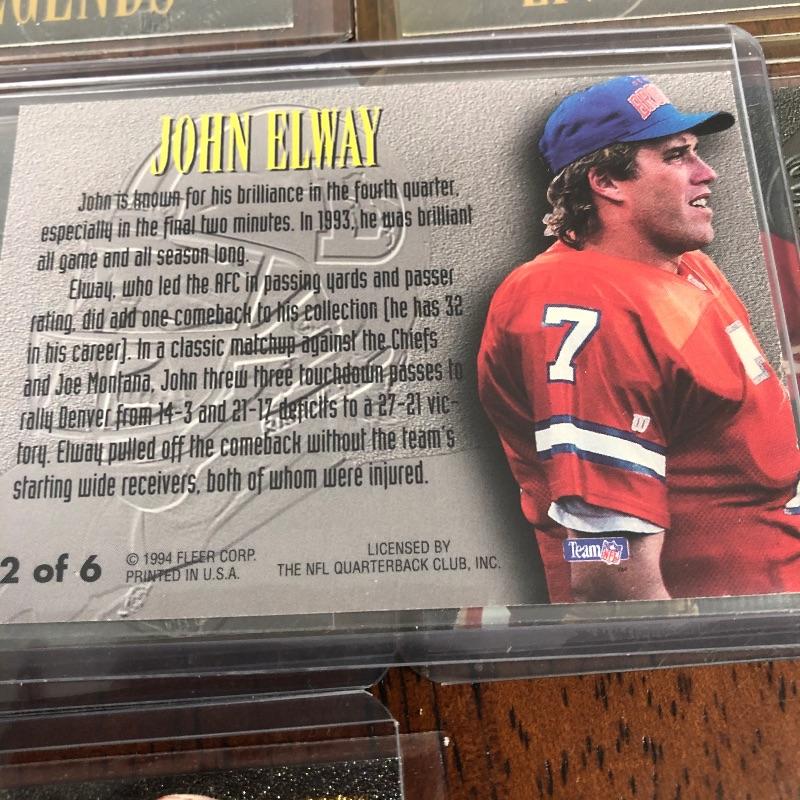 LEGENDS
JOHN ELWAY
John is known for his brilliance in the fourth quarter,
especially in the final two minutes. In 1993, he was brilliant
all game and all season long.
Elway, who led the AFC in passing yards and passer
rating, did add one comeback to his collection (he has 32
in his career). In a classic matchup against the Chiefs
and Joe Montana, John threw three touchdown passes to
rally Denver from 14-3 and 21-17 deficits to a 27-21 vic-
tory. Elway pulled off the comeback without the team's
starting wide receivers, both of whom were injured.
2 of 6
© 1994 FLEER CORP.
PRINTED IN U.S.A.
LICENSED BY
THE NFL QUARTERBACK CLUB, INC.
7
W
Team NFL